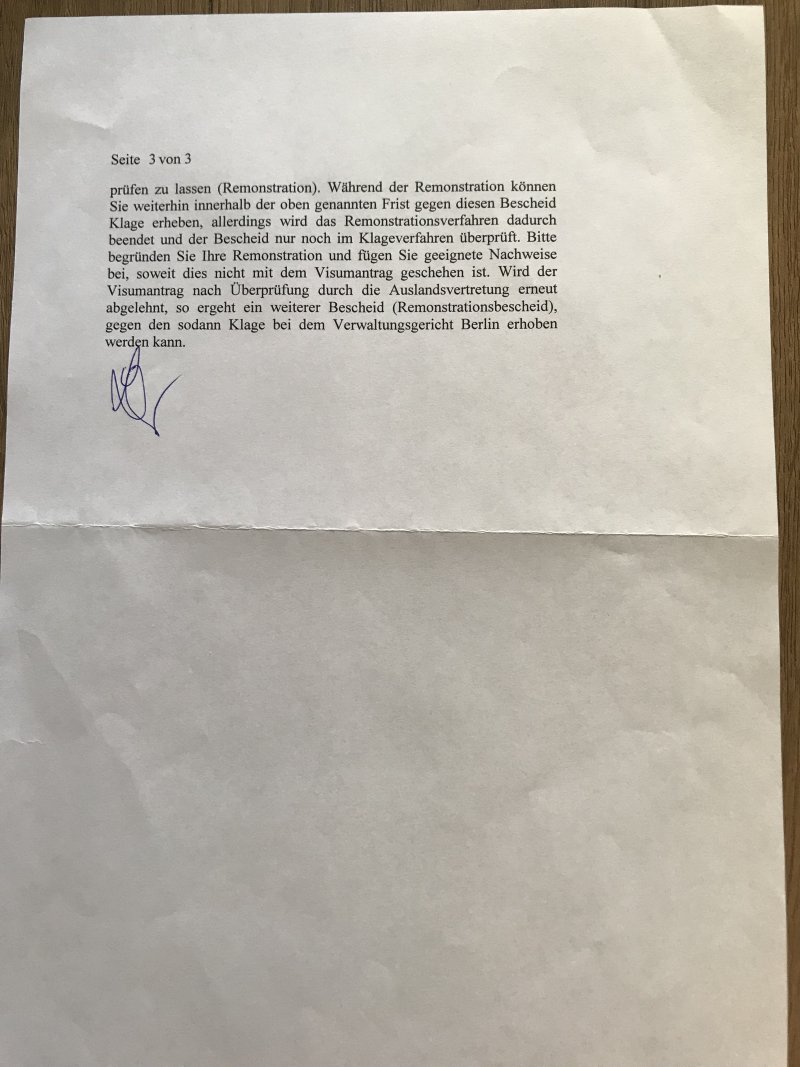 Seite 3 von 3
prüfen zu lassen (Remonstration). Während der Remonstration können
Sie weiterhin innerhalb der oben genannten Frist gegen diesen Bescheid
Klage erheben, allerdings wird das Remonstrationsverfahren dadurch
beendet und der Bescheid nur noch im Klageverfahren überprüft. Bitte
begründen Sie Ihre Remonstration und fügen Sie geeignete Nachweise
bei, soweit dies nicht mit dem Visumantrag geschehen ist. Wird der
Visumantrag nach Überprüfung durch die Auslandsvertretung erneut
abgelehnt, so ergeht ein weiterer Bescheid (Remonstrationsbescheid),
gegen den sodann Klage bei dem Verwaltungsgericht Berlin erhoben
werden kann.